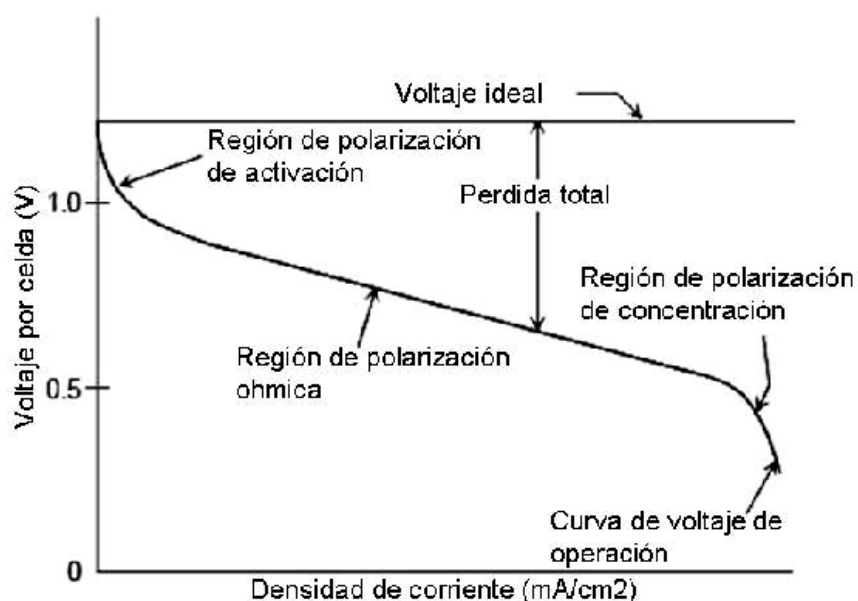 Voltaje ideal
Región de polarización
de activación
Perdida total
Región de polarización
de concentración
Región de polarización
ohmica
Curva de voltaje de
operación
Voltaje por celda (V)
1.0
0.5
0
Densidad de corriente (mA/cm2)